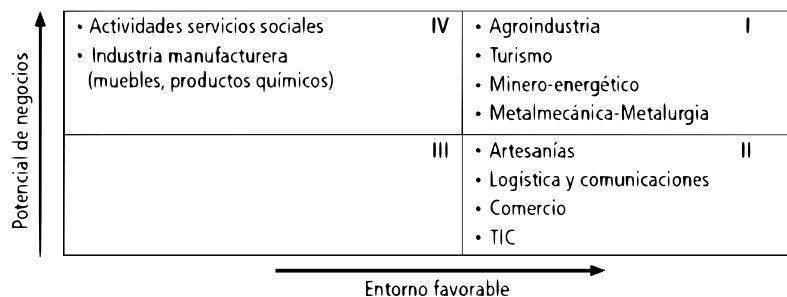 Potencial de negocios
• Actividades servicios sociales
• Industria manufacturera
(muebles, productos químicos)
IV
• Agroindustria
• Turismo
• Minero-energético
• Metalmecánica-Metalurgia
I
III
• Artesanías
• Logística y comunicaciones
• Comercio
• TIC
II
Entorno favorable